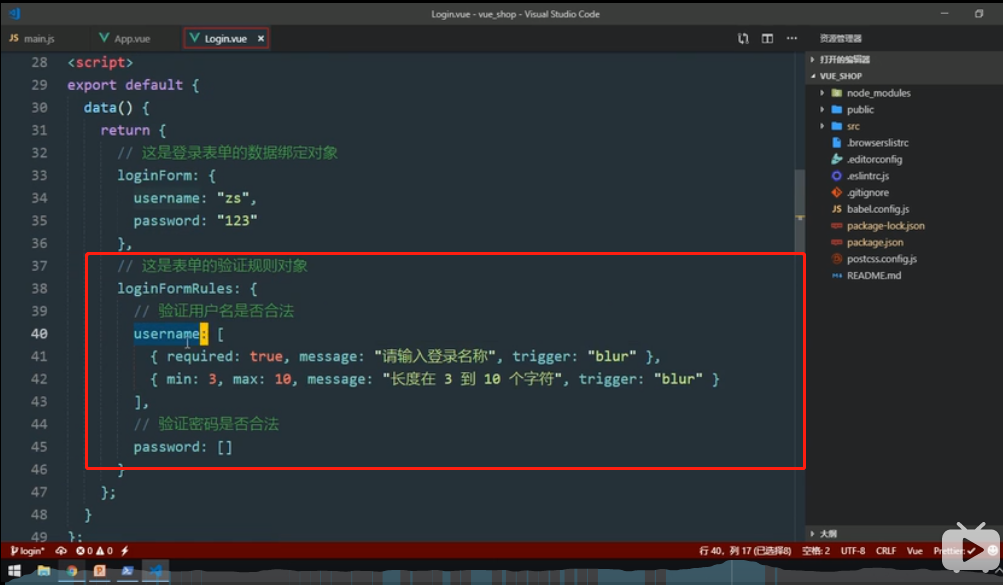 Login.vue - vue_shop - Visual Studio Code
JS main.js
App.vue
Login.vue ×
资源管理器
打开的编辑器
VUE_SHOP
node_modules
public
src
.browserslistrc
.editorconfig
.eslintrc.js
.gitignore
JS babel.config.js
package-lock.json
package.json
postcss.config.js
README.md
大纲
28 <script>
29 export default {
30 data() {
31 return {
32 // 这是登录表单的数据绑定对象
33 loginForm: {
34 username: "zs",
35 password: "123"
36 },
37 // 这是表单的验证规则对象
38 loginFormRules: {
39 // 验证用户名是否合法
40 username: [
41 { required: true, message: "请输入登录名称", trigger: "blur" },
42 { min: 3, max: 10, message: "长度在 3 到 10 个字符", trigger: "blur" }
43 ],
44 // 验证密码是否合法
45 password: []
46 }
47 };
48 }
49 };
login* 0 0 行 40，列 17 (已选择8) 空格: 2 UTF-8 CRLF Vue Prettier: ✓